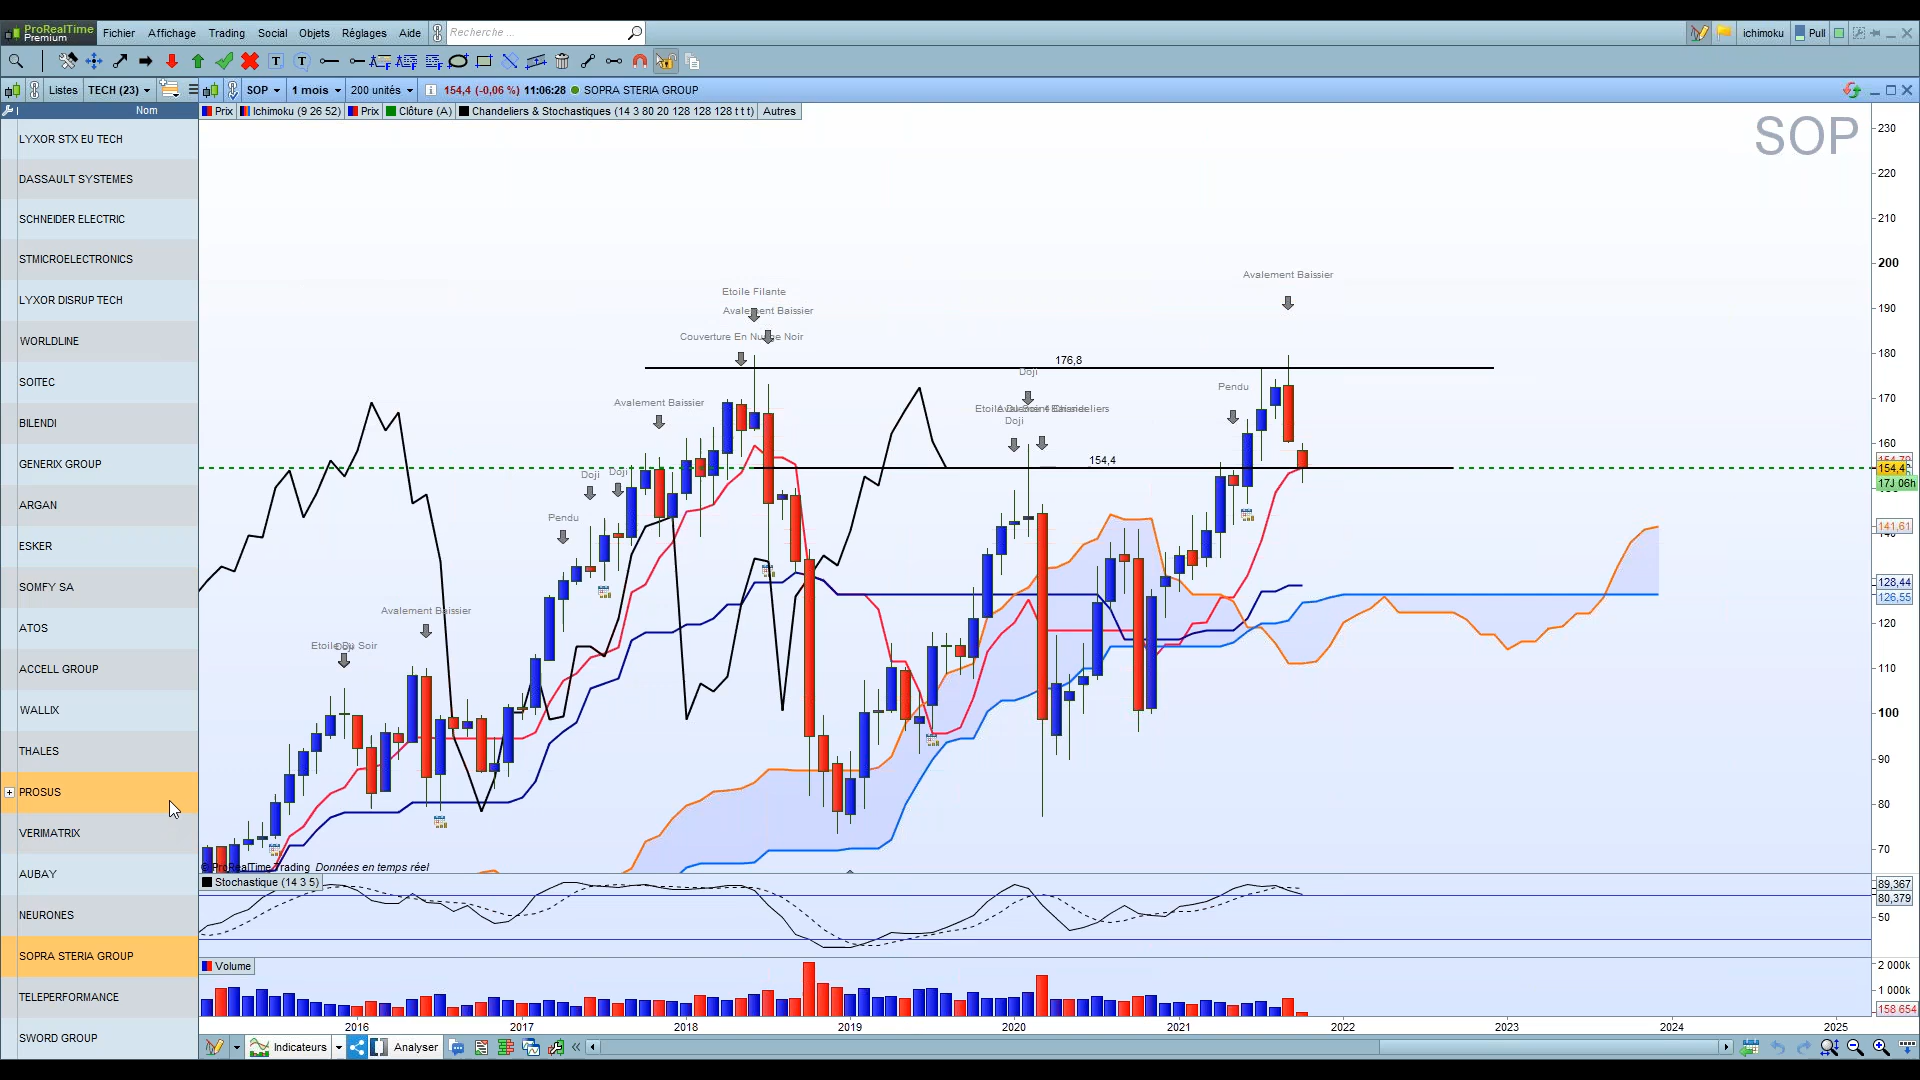 ProRealTime
Premium
Fichier Affichage Trading Social Objets Réglages Aide Recherche ... ichimoku Pull
Listes TECH (23) SOP 1 mois 200 unités 154,4 (-0,06 %) 11:06:28 SOPRA STERIA GROUP
Nom
Prix Ichimoku (9 26 52) Prix Clôture (A) Chandeliers & Stochastiques (14 3 80 20 128 128 128 t t t) Autres
SOP
LYXOR STX EU TECH
DASSAULT SYSTEMES
SCHNEIDER ELECTRIC
STMICROELECTRONICS
LYXOR DISRUP TECH
WORLDLINE
SOITEC
BILENDI
GENERIX GROUP
ARGAN
ESKER
SOMFY SA
ATOS
ACCELL GROUP
WALLIX
THALES
PROSUS
VERIMATRIX
AUBAY
NEURONES
SOPRA STERIA GROUP
TELEPERFORMANCE
SWORD GROUP
Avalement Baissier
Etoile Filante
Avalement Baissier
Couverture En Nuage Noir
176,8
Doji
Pendu
Avalement Baissier
Doji
154,4
Doji
Doji
Pendu
Avalement Baissier
Etoile Du Soir
230
220
210
200
190
180
170
160
154,4
17J 06h
141,61
128,44
126,55
120
110
100
90
80
70
© ProRealTime Trading Données en temps réel
Stochastique (14 3 5)
89,367
80,379
50
Volume
2 000k
1 000k
158 654
2016 2017 2018 2019 2020 2021 2022 2023 2024 2025
Indicateurs Analyser